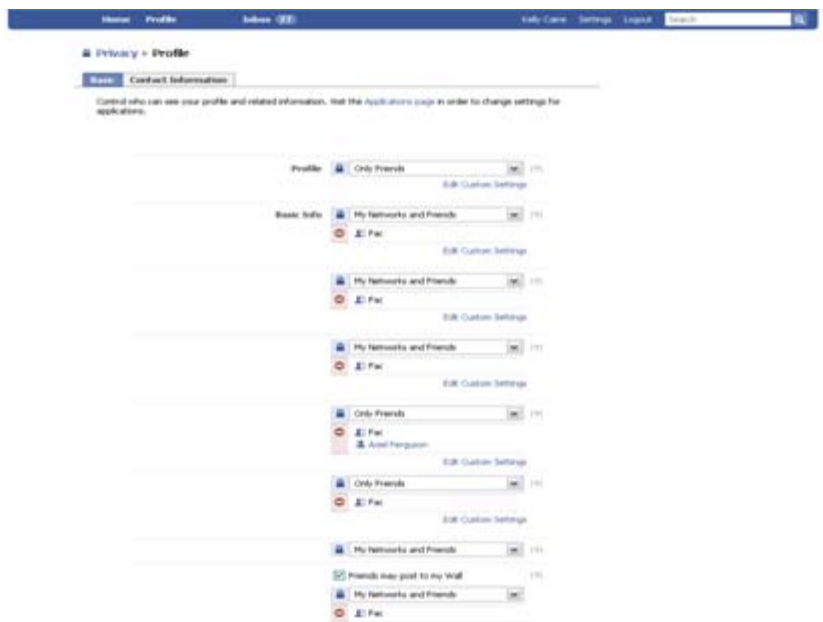 Home Profile Inbox Kelly Caine Settings Logout Search
Privacy ▸ Profile
Basic Contact Information
Control who can see your profile and related information. Visit the Applications page in order to change settings for
applications.
Profile Only Friends [?]
Edit Custom Settings
Basic Info My Networks and Friends [?]
Fac
Edit Custom Settings
My Networks and Friends [?]
Fac
Edit Custom Settings
My Networks and Friends [?]
Fac
Edit Custom Settings
Only Friends [?]
Fac
Ferguson
Edit Custom Settings
Only Friends [?]
Fac
Edit Custom Settings
My Networks and Friends [?]
Friends may post to my Wall [?]
My Networks and Friends
Fac